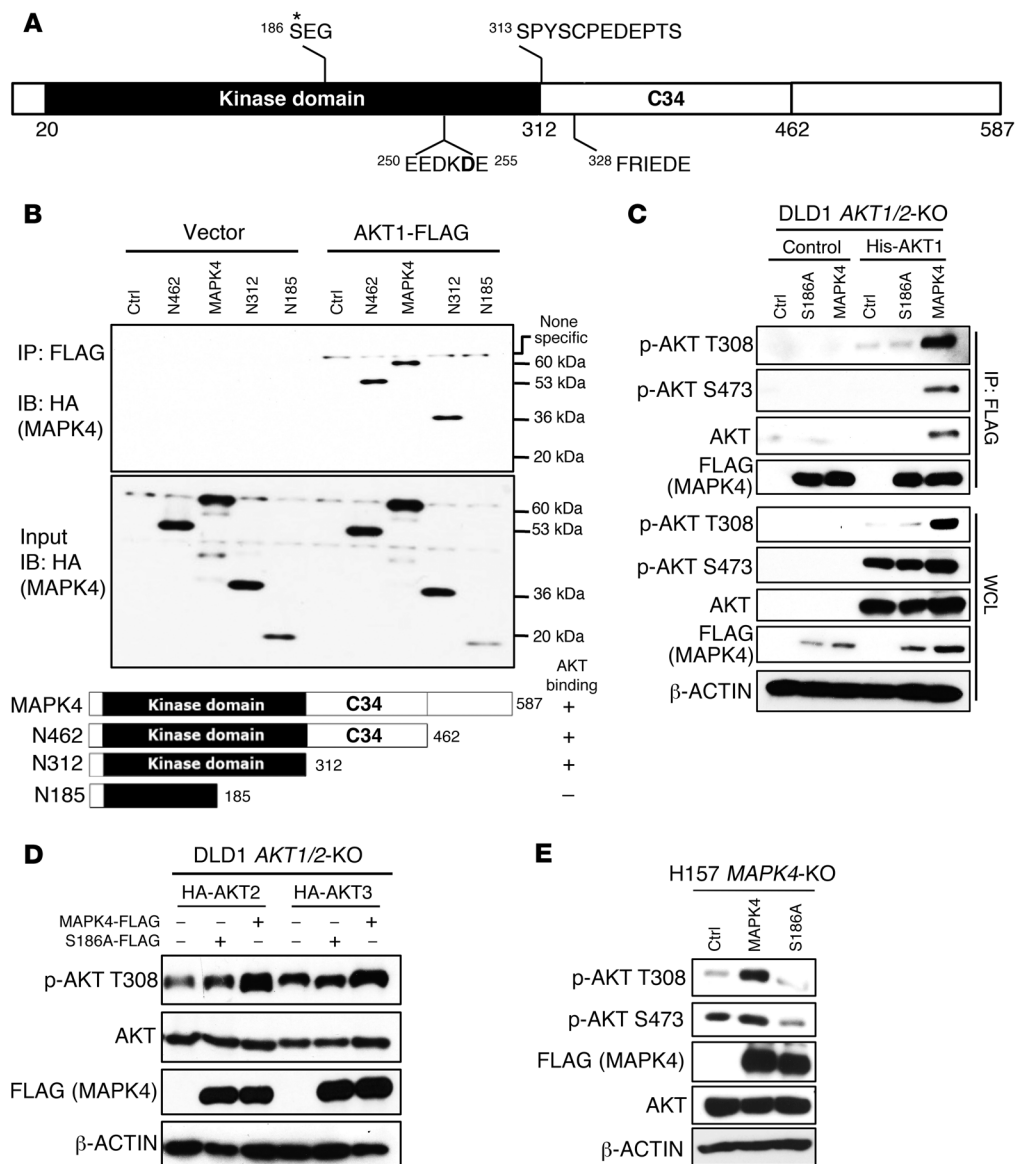 A
*
186 SEG
313 SPYSCPEDEPTS
Kinase domain
C34
20
312
462
587
250 EEDKDE 255
328 FRIEDE
B
Vector
AKT1-FLAG
Ctrl
N462
MAPK4
N312
N185
Ctrl
N462
MAPK4
N312
N185
IP: FLAG
IB: HA
(MAPK4)
None
specific
60 kDa
53 kDa
36 kDa
20 kDa
Input
IB: HA
(MAPK4)
60 kDa
53 kDa
36 kDa
20 kDa
AKT
binding
MAPK4 Kinase domain C34 587 +
N462 Kinase domain C34 462 +
N312 Kinase domain 312 +
N185 185 –
C
DLD1 AKT1/2-KO
Control
His-AKT1
Ctrl
S186A
MAPK4
Ctrl
S186A
MAPK4
p-AKT T308
p-AKT S473
AKT
FLAG
(MAPK4)
IP: FLAG
p-AKT T308
p-AKT S473
AKT
FLAG
(MAPK4)
β-ACTIN
WCL
D
DLD1 AKT1/2-KO
HA-AKT2
HA-AKT3
MAPK4-FLAG – – + – – +
S186A-FLAG – + – – + –
p-AKT T308
AKT
FLAG (MAPK4)
β-ACTIN
E
H157 MAPK4-KO
Ctrl
MAPK4
S186A
p-AKT T308
p-AKT S473
FLAG (MAPK4)
AKT
β-ACTIN